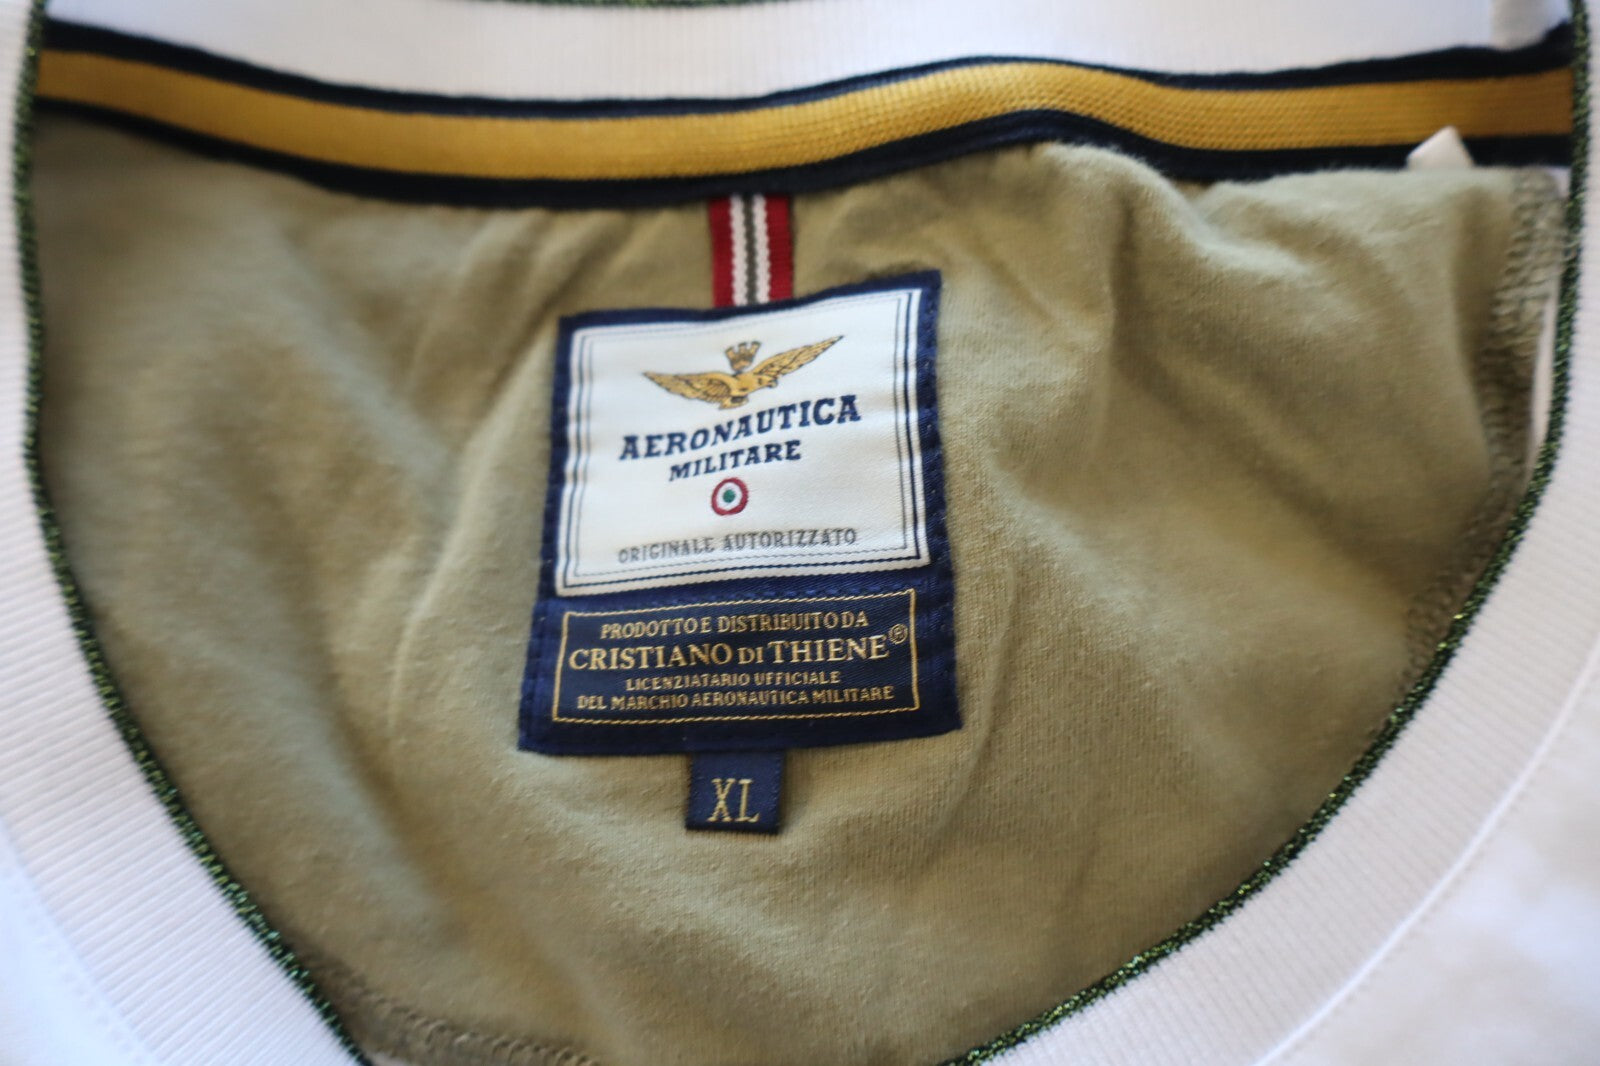 AERONAUTICA
MILITARE
ORIGINALE AUTORIZZATO
PRODOTTO E DISTRIBUITO DA
CRISTIANO DI THIENE®
LICENZIATARIO UFFICIALE
DEL MARCHIO AERONAUTICA MILITARE
XL